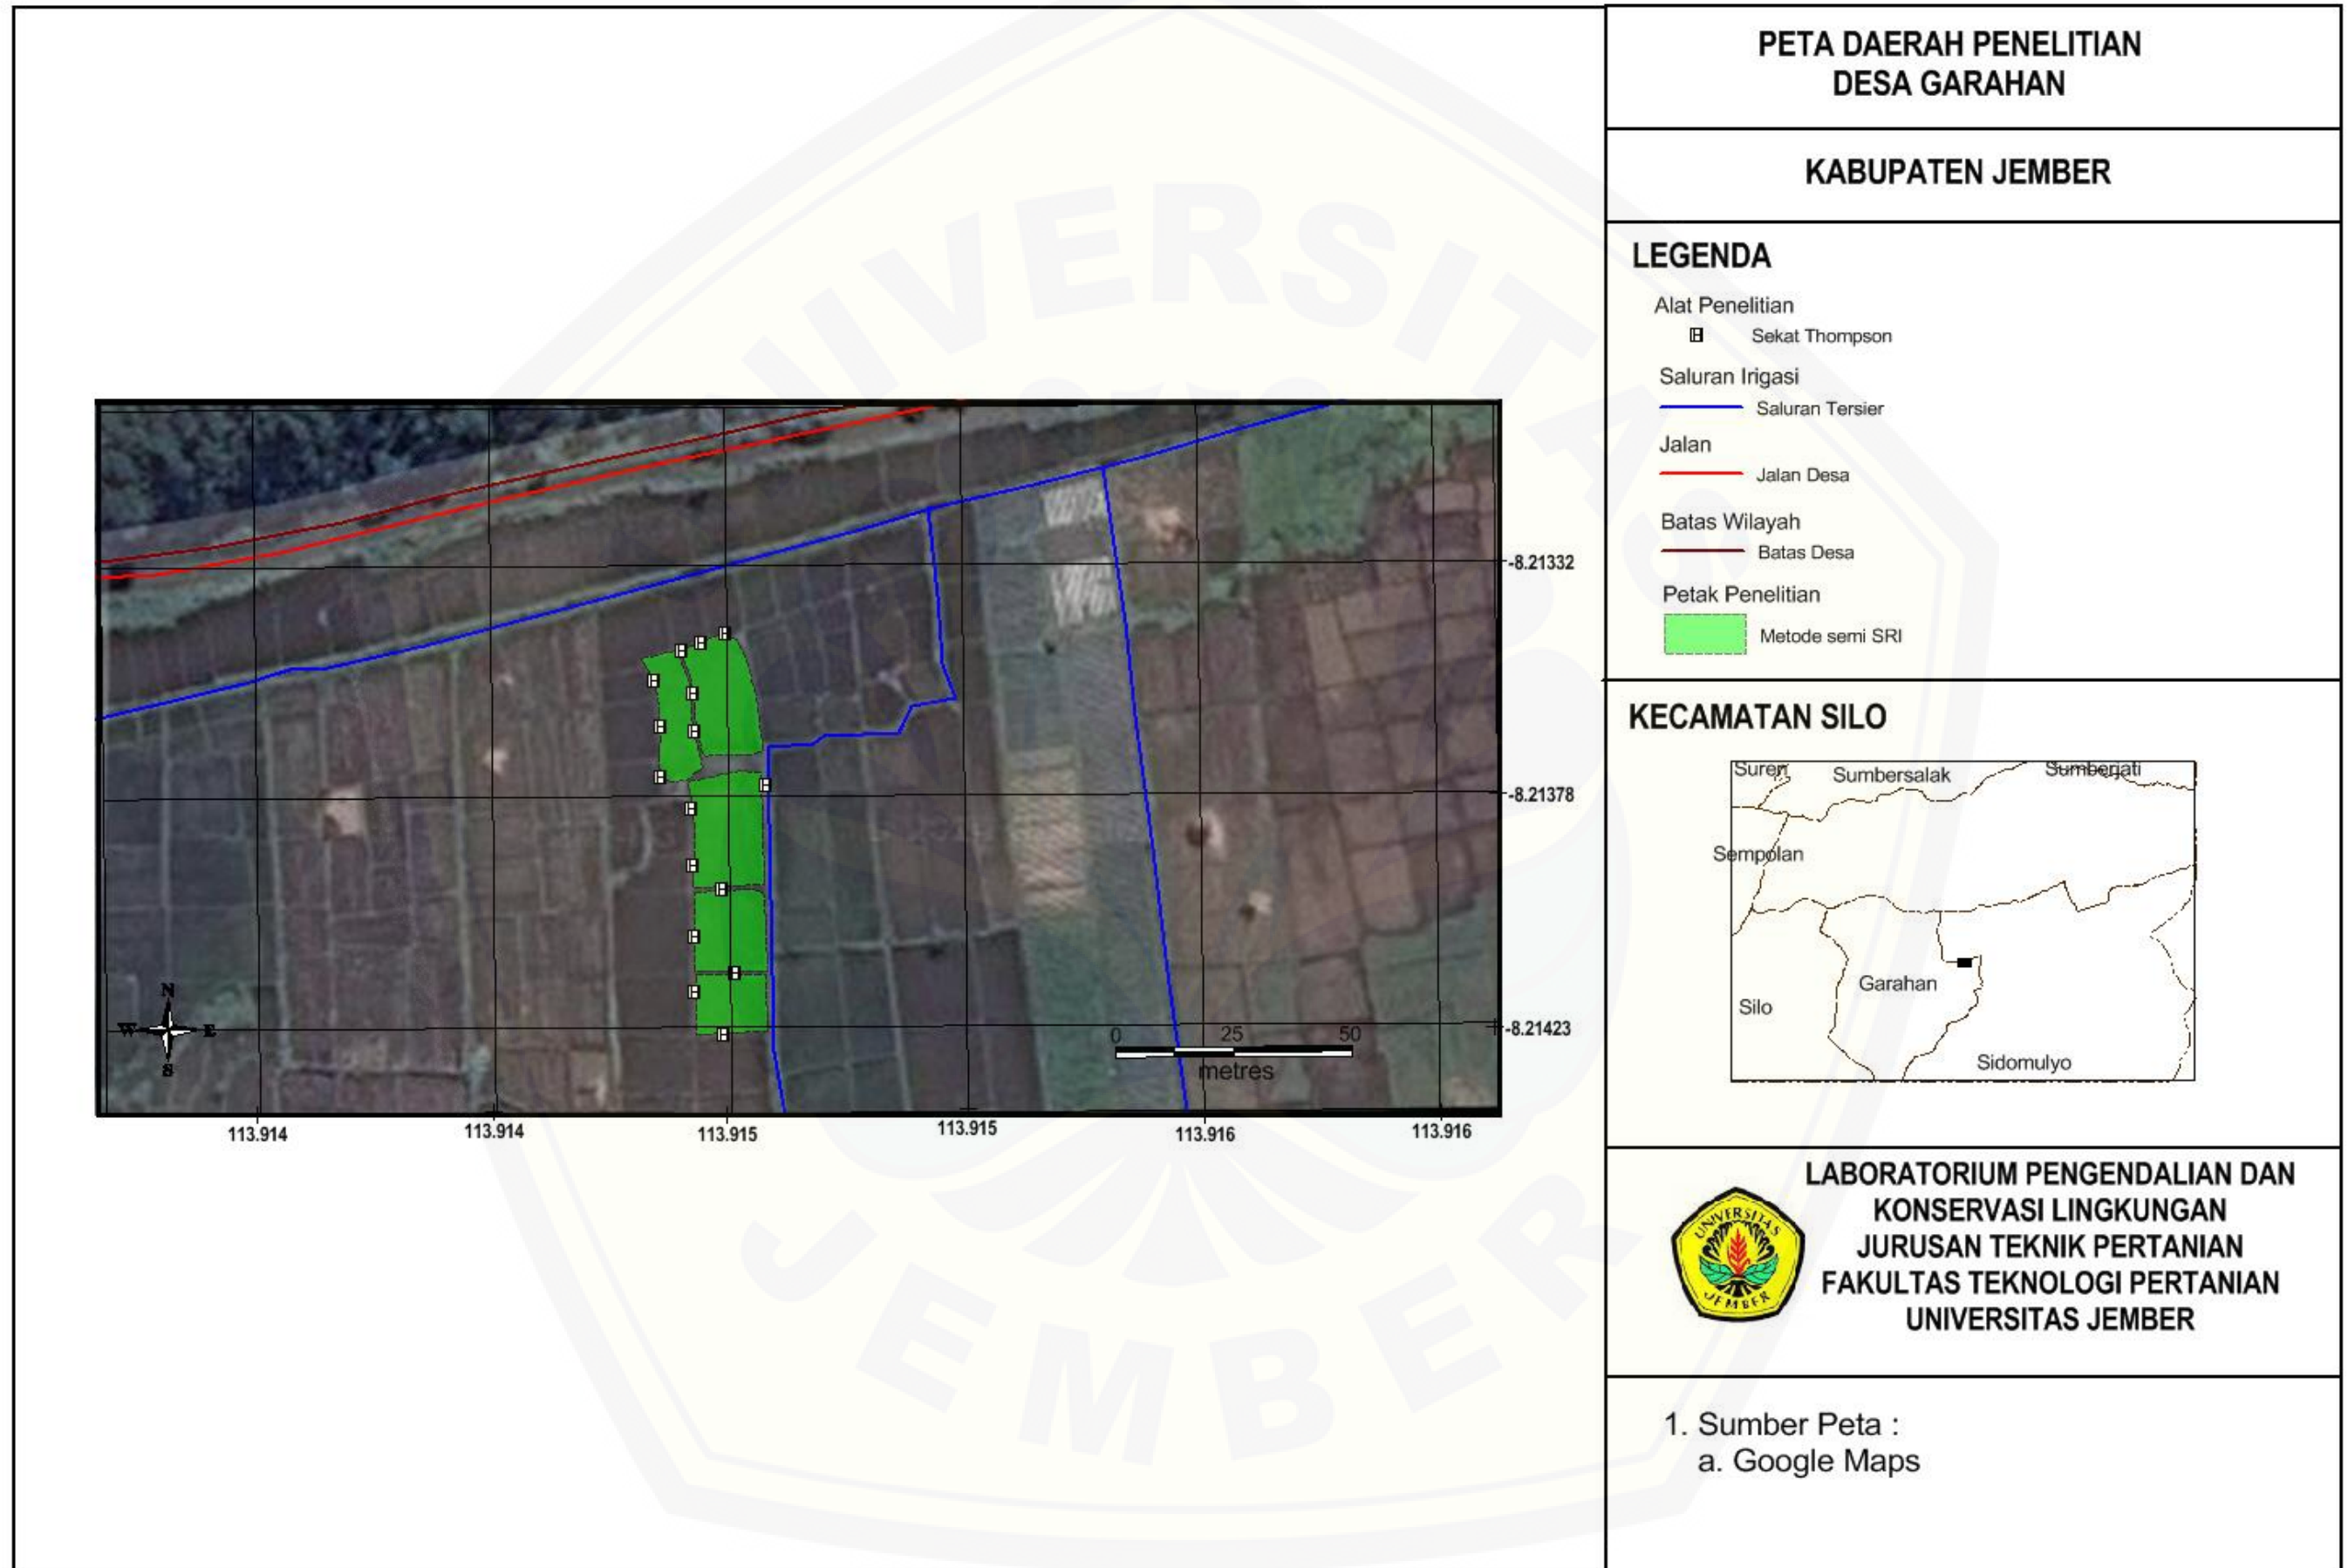 PETA DAERAH PENELITIAN
DESA GARAHAN
KABUPATEN JEMBER
LEGENDA
Alat Penelitian
Sekat Thompson
Saluran Irigasi
Saluran Tersier
Jalan
Jalan Desa
Batas Wilayah
Batas Desa
Petak Penelitian
Metode semi SRI
KECAMATAN SILO
Suren
Sumbersalak
Sumberjati
Sempolan
Garahan
Silo
Sidomulyo
UNIVERSITAS
JEMBER
LABORATORIUM PENGENDALIAN DAN
KONSERVASI LINGKUNGAN
JURUSAN TEKNIK PERTANIAN
FAKULTAS TEKNOLOGI PERTANIAN
UNIVERSITAS JEMBER
1. Sumber Peta :
a. Google Maps
-8.21332
-8.21378
-8.21423
N
W E
S
0 25 50
metres
113.914 113.914 113.915 113.915 113.916 113.916
UNIVERSITAS
JEMBER